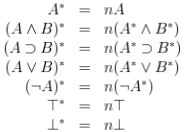 A* = nA
(A ∧ B)* = n(A* ∧ B*)
(A ⊃ B)* = n(A* ⊃ B*)
(A ∨ B)* = n(A* ∨ B*)
(¬A)* = n(¬A*)
⊤* = n⊤
⊥* = n⊥